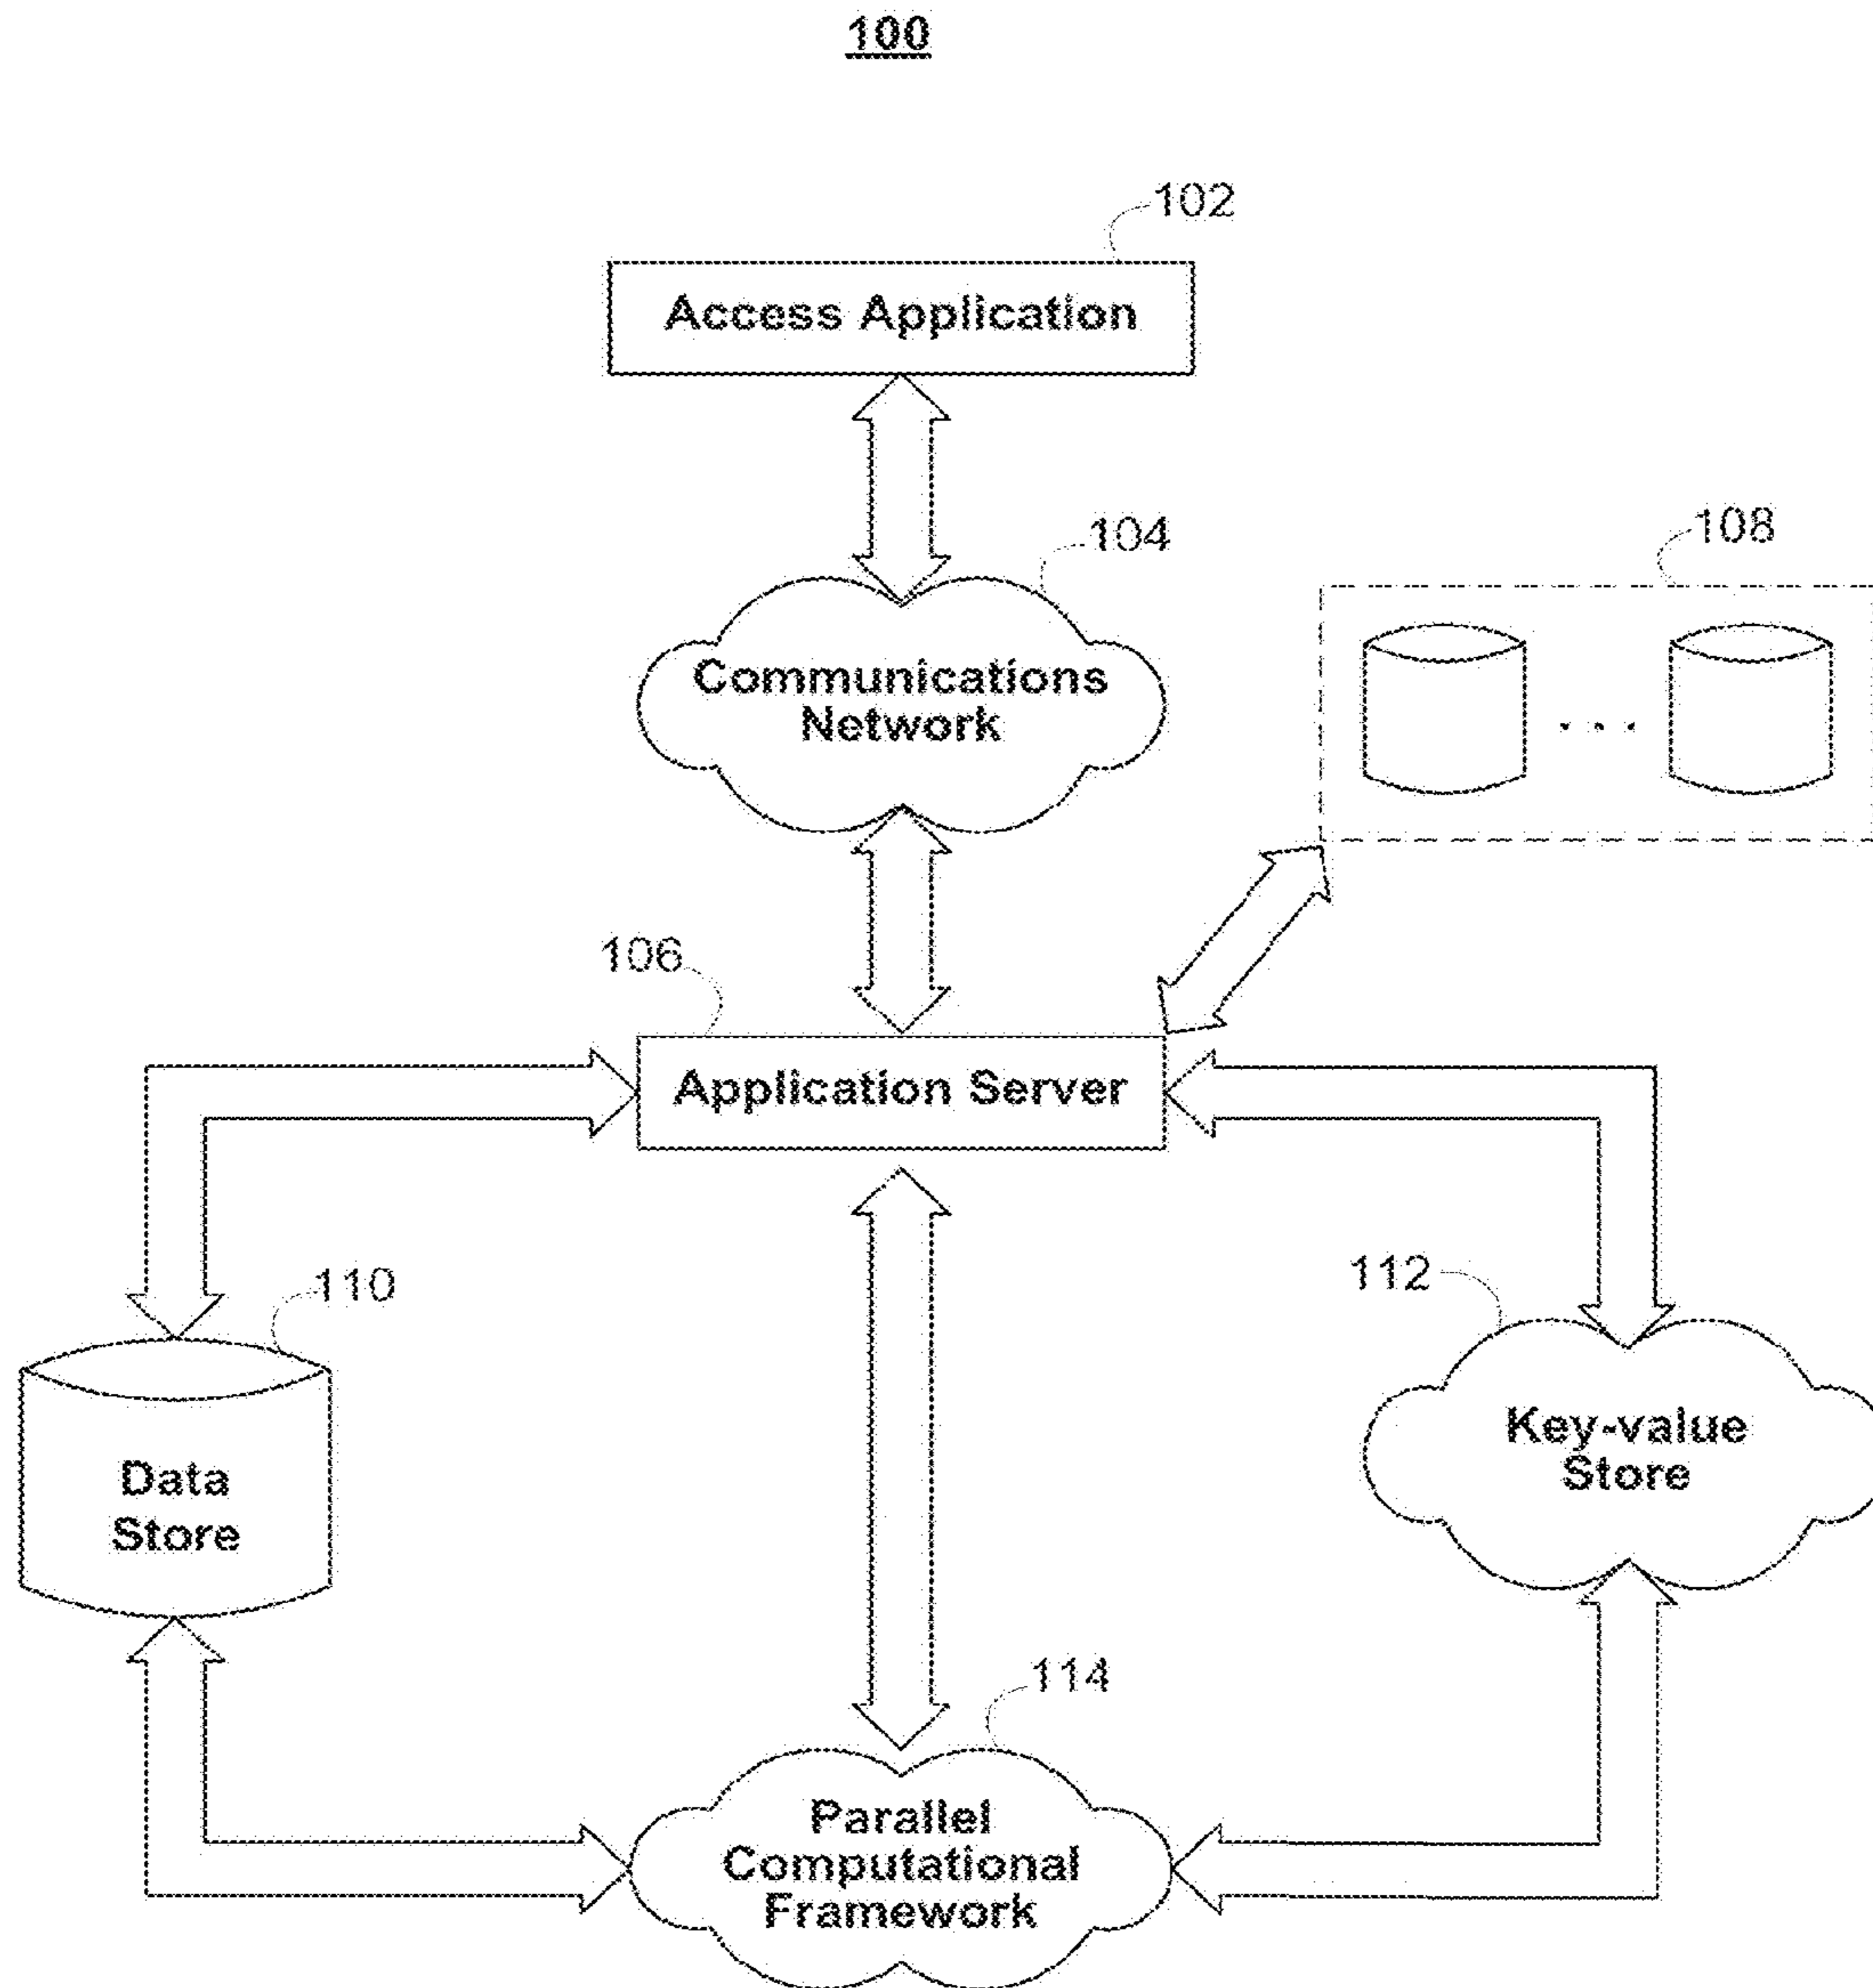 100
102
Access Application
104
108
Communications
Network
. . .
106
Application Server
110
112
Key-value
Store
Data
Store
114
Parallel
Computational
Framework